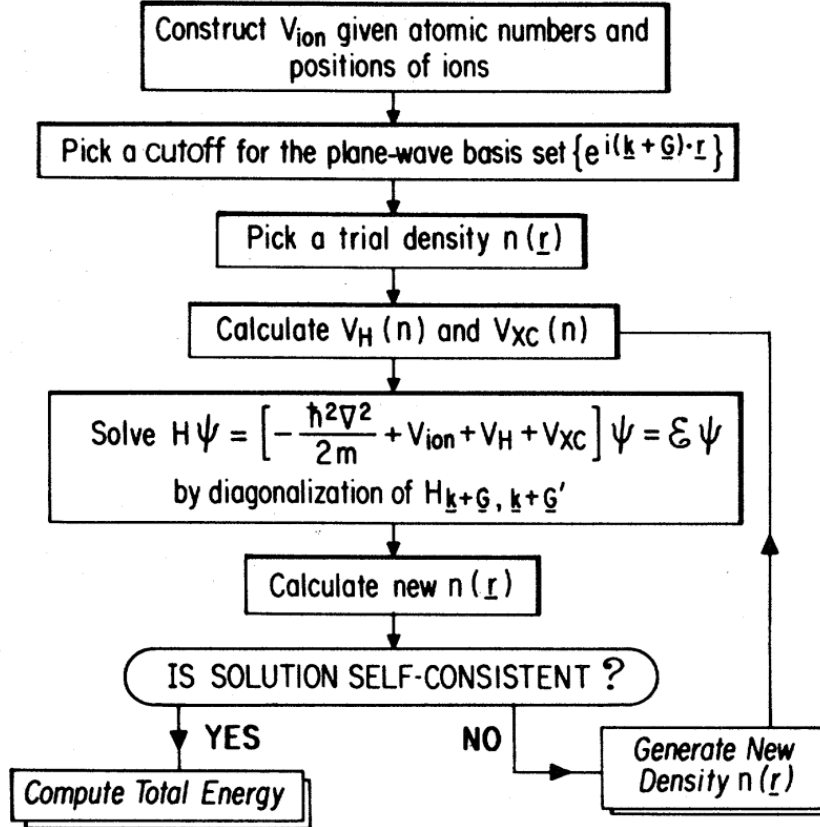 Construct V_ion given atomic numbers and
positions of ions
Pick a cutoff for the plane-wave basis set {e^{i(k̲ + G̲)·r̲}}
Pick a trial density n(r̲)
Calculate V_H(n) and V_XC(n)
Solve Hψ = [-ħ²∇²/2m + V_ion + V_H + V_XC] ψ = ℰψ
by diagonalization of H_{k̲+G̲, k̲+G̲'}
Calculate new n(r̲)
IS SOLUTION SELF-CONSISTENT ?
YES
NO
Generate New
Density n(r̲)
Compute Total Energy